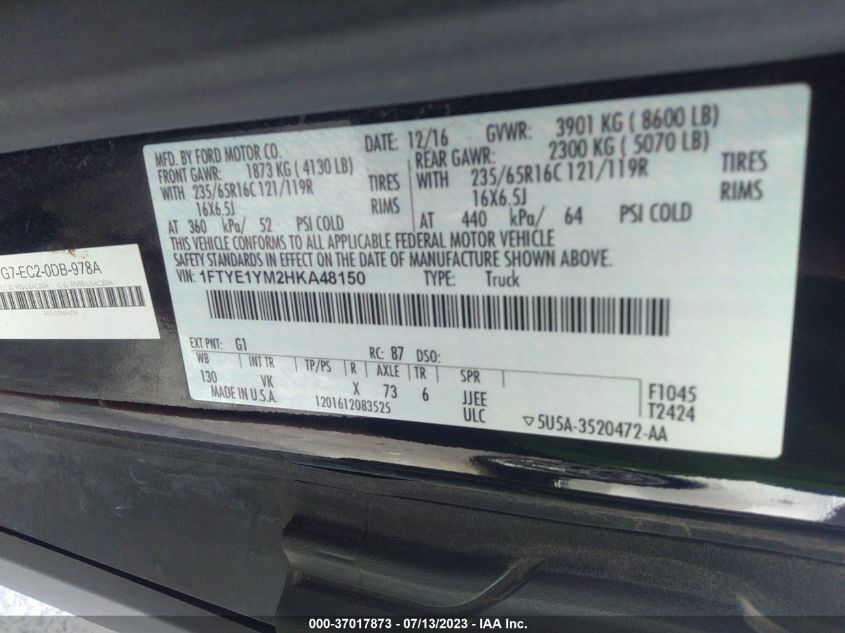 MFD. BY FORD MOTOR CO. DATE: 12/16 GVWR: 3901 KG ( 8600 LB)
FRONT GAWR: 1873 KG ( 4130 LB) REAR GAWR: 2300 KG ( 5070 LB)
WITH 235/65R16C 121/119R TIRES WITH 235/65R16C 121/119R TIRES
16X6.5J RIMS 16X6.5J RIMS
AT 360 kPa/ 52 PSI COLD AT 440 kPa/ 64 PSI COLD
THIS VEHICLE CONFORMS TO ALL APPLICABLE FEDERAL MOTOR VEHICLE
SAFETY STANDARDS IN EFFECT ON THE DATE OF MANUFACTURE SHOWN ABOVE.
VIN: 1FTYE1YM2HKA48150 TYPE: Truck
EXT PNT: G1 RC: 87 DSO:
WB INT TR TP/PS R AXLE TR SPR
130 VK X 73 6 JJEE F1045
MADE IN U.S.A. 1201612083525 ULC ▽5U5A-3520472-AA T2424
G7-EC2-0DB-978A
000-37017873 - 07/13/2023 - IAA Inc.